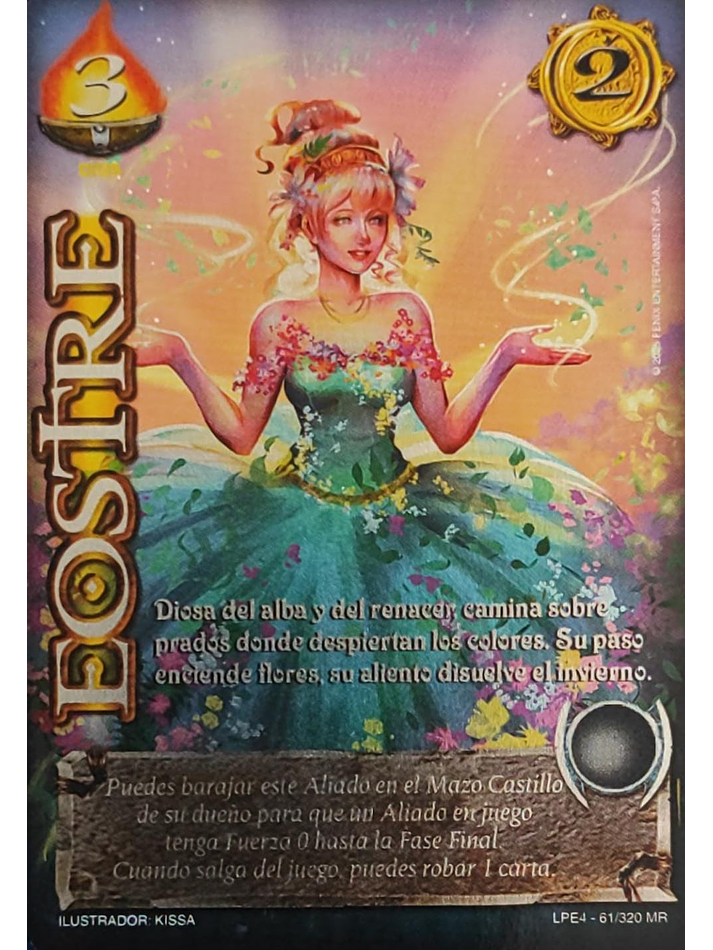 3
2
EOSTRE
© 2025 FENIX ENTERTAINMENT S.P.A.
Diosa del alba y del renacer, camina sobre
prados donde despiertan los colores. Su paso
enciende flores, su aliento disuelve el invierno.
Puedes barajar este Aliado en el Mazo Castillo
de su dueño para que un Aliado en juego
tenga Fuerza 0 hasta la Fase Final.
Cuando salga del juego, puedes robar 1 carta.
ILUSTRADOR: KISSA
LPE4 - 61/320 MR